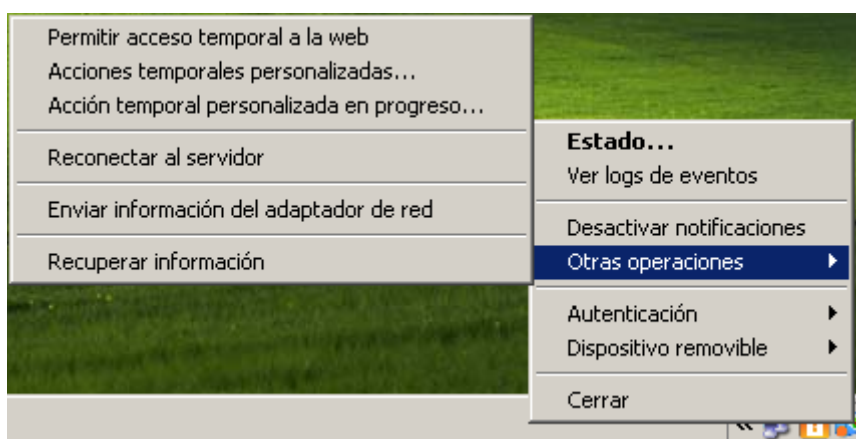 Permitir acceso temporal a la web
Acciones temporales personalizadas...
Acción temporal personalizada en progreso...
Reconectar al servidor
Enviar información del adaptador de red
Recuperar información
Estado...
Ver logs de eventos
Desactivar notificaciones
Otras operaciones
Autenticación
Dispositivo removible
Cerrar